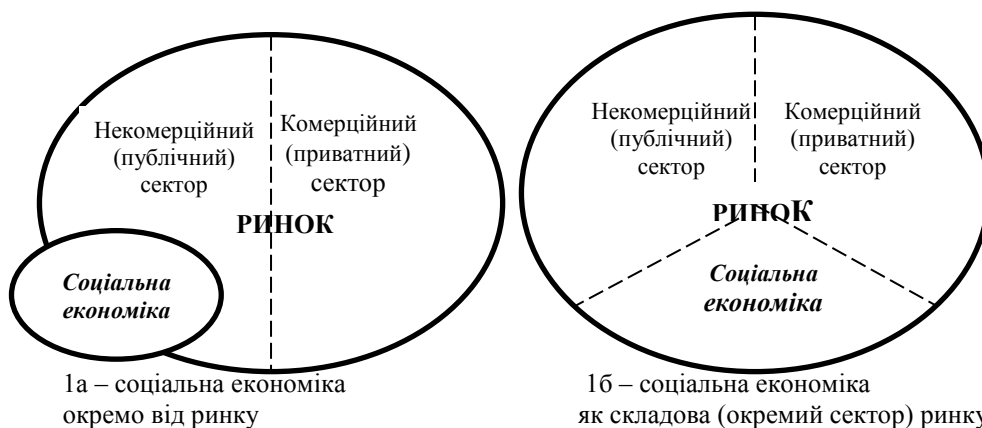 Некомерційний
(публічний)
сектор
Комерційний
(приватний)
сектор
РИНОК
Соціальна
економіка
1а – соціальна економіка
окремо від ринку
Некомерційний
(публічний)
сектор
Комерційний
(приватний)
сектор
РИНОК
Соціальна
економіка
1б – соціальна економіка
як складова (окремий сектор) ринку